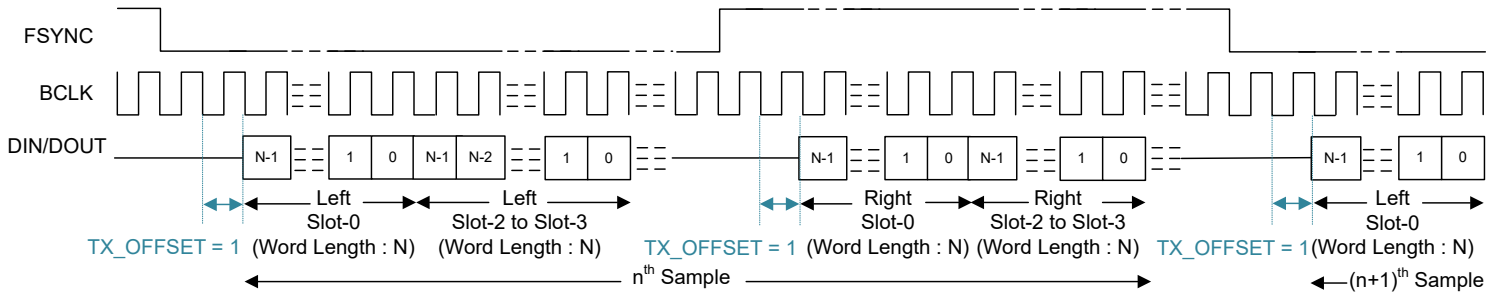 FSYNC
BCLK
DIN/DOUT
N-1 1 0 N-1 N-2 1 0 N-1 1 0 N-1 1 0 N-1 1 0
Left Left Right Right Left
Slot-0 Slot-2 to Slot-3 Slot-0 Slot-2 to Slot-3 Slot-0
TX_OFFSET = 1 (Word Length : N) (Word Length : N) TX_OFFSET = 1 (Word Length : N) (Word Length : N) TX_OFFSET = 1 (Word Length : N)
nth Sample (n+1)th Sample